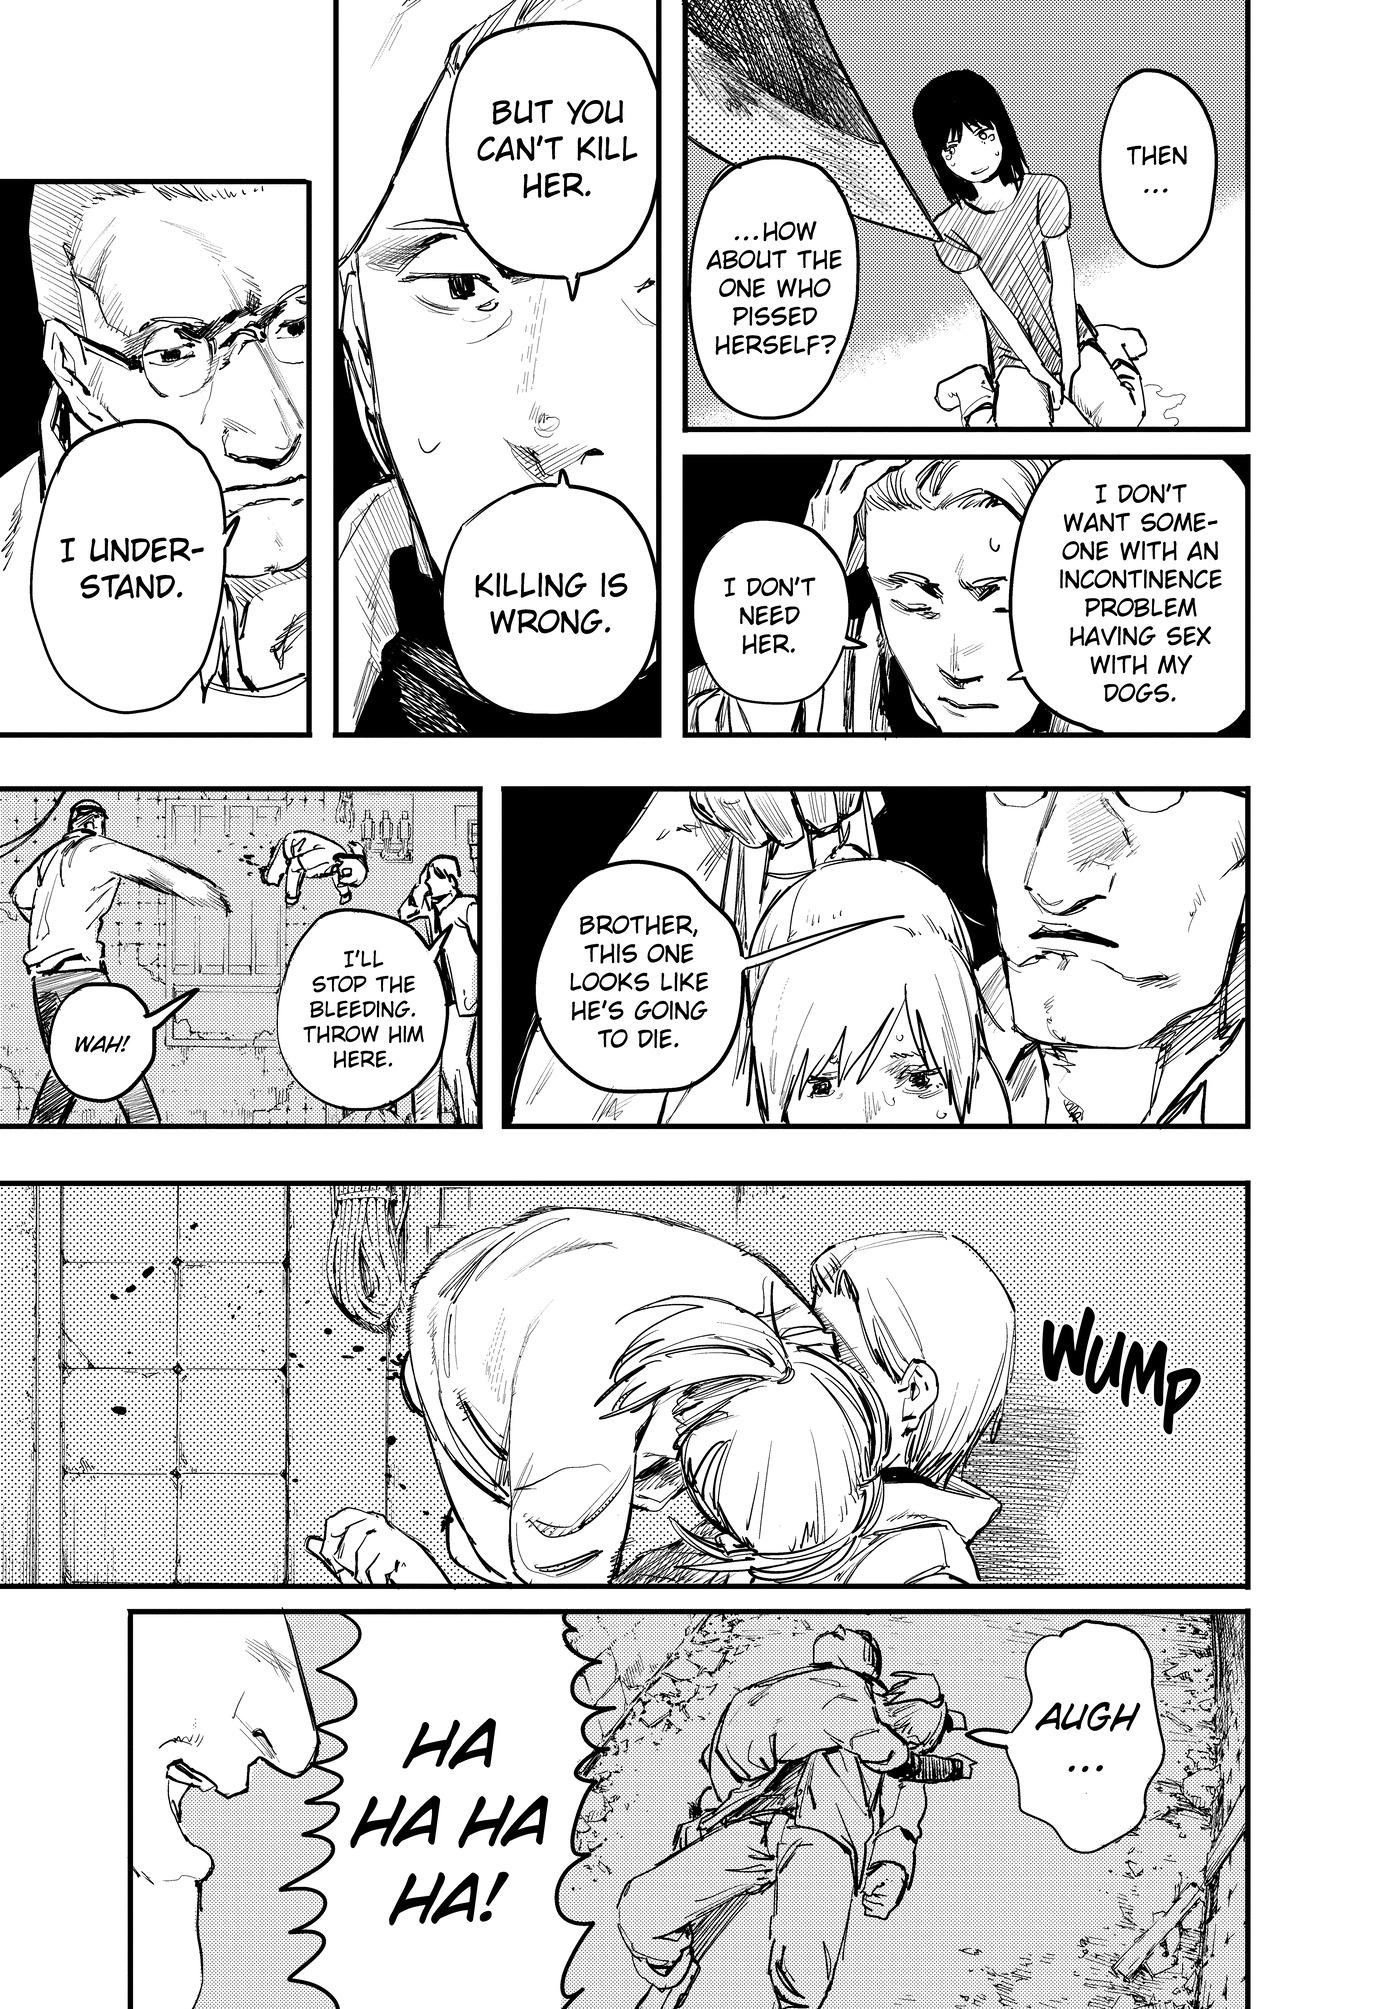 THEN
...
...HOW
ABOUT THE
ONE WHO
PISSED
HERSELF?
I DON'T
WANT SOME-
ONE WITH AN
INCONTINENCE
PROBLEM
HAVING SEX
WITH MY
DOGS.
I DON'T
NEED
HER.
BUT YOU
CAN'T KILL
HER.
KILLING IS
WRONG.
I UNDER-
STAND.
BROTHER,
THIS ONE
LOOKS LIKE
HE'S GOING
TO DIE.
I'LL
STOP THE
BLEEDING.
THROW HIM
HERE.
WAH!
WUMP
AUGH
...
HA
HA HA
HA!